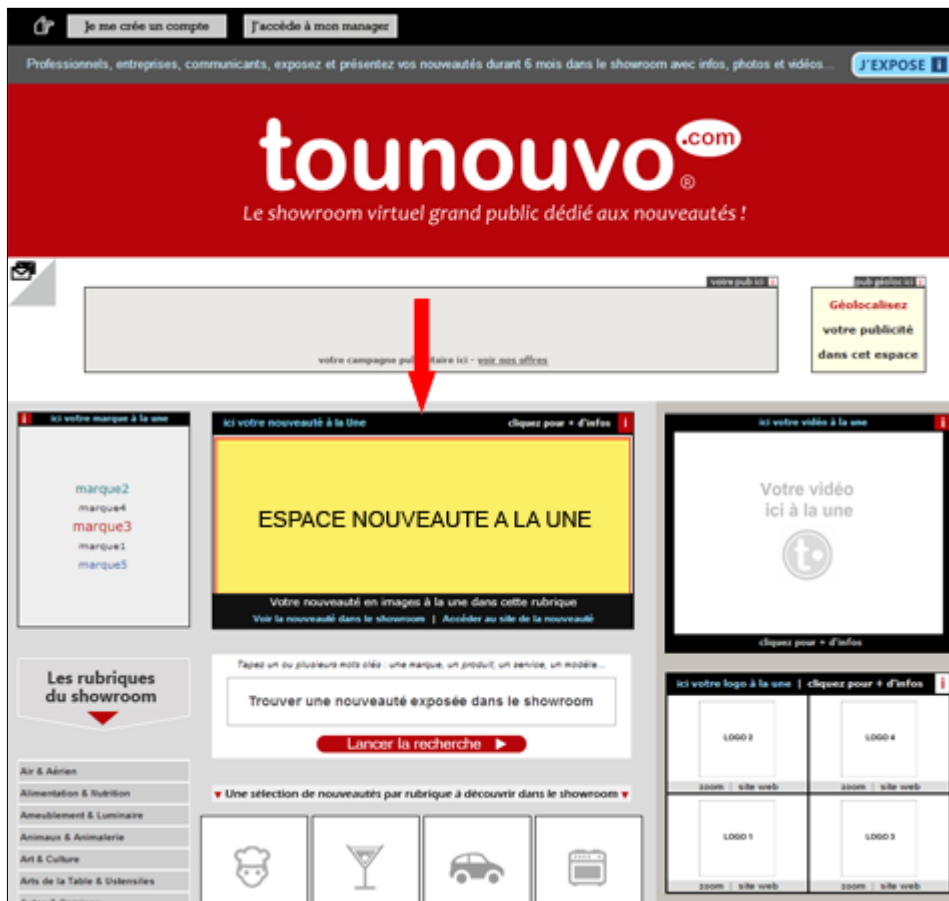 Je me crée un compte
J'accède à mon manager
Professionnels, entreprises, communicants, exposez et présentez vos nouveautés durant 6 mois dans le showroom avec infos, photos et vidéos...
J'EXPOSE i
tounouvo.com
®
Le showroom virtuel grand public dédié aux nouveautés !
votre pub ici i
pub géoloc ici i
Géolocalisez
votre publicité
dans cet espace
votre campagne publicitaire ici - voir nos offres
i ici votre marque à la une
marque2
marque4
marque3
marque1
marque5
ici votre nouveauté à la Une
cliquez pour + d'infos i
ESPACE NOUVEAUTE A LA UNE
Votre nouveauté en images à la une dans cette rubrique
Voir la nouveauté dans le showroom | Accéder au site de la nouveauté
ici votre vidéo à la une i
Votre vidéo
ici à la une
t.
cliquez pour + d'infos
Les rubriques
du showroom
Air & Aérien
Alimentation & Nutrition
Ameublement & Luminaire
Animaux & Animalerie
Art & Culture
Arts de la Table & Ustensiles
Tapez un ou plusieurs mots clés : une marque, un produit, un service, un modèle...
Trouver une nouveauté exposée dans le showroom
Lancer la recherche
Une sélection de nouveautés par rubrique à découvrir dans le showroom
ici votre logo à la une | cliquez pour + d'infos i
LOGO 2
LOGO 4
zoom | site web
zoom | site web
LOGO 1
LOGO 3
zoom | site web
zoom | site web